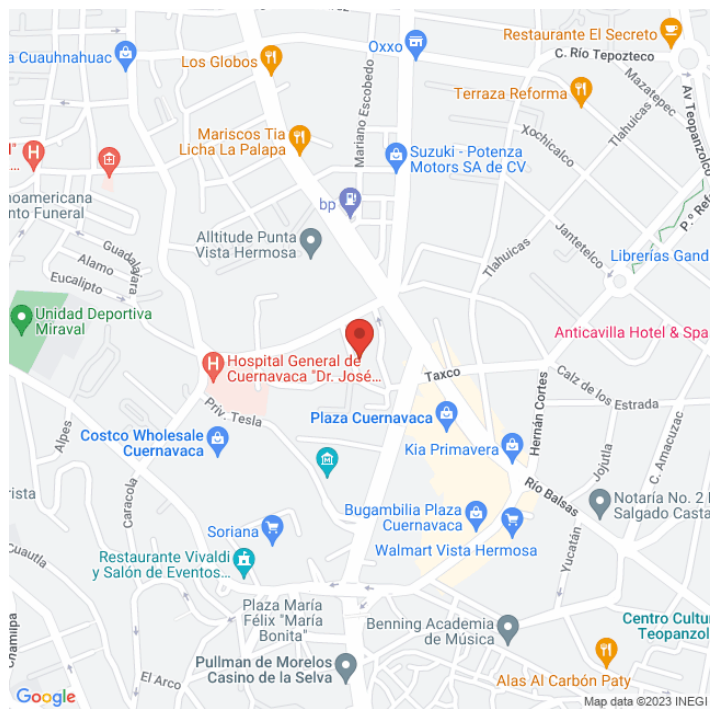 a Cuauhnahuac
Los Globos
Oxxo
Restaurante El Secreto
C. Río Tepozteco
Mazatepec
Av Teopanzolco
Terraza Reforma
Tlahuicas
Xochicalco
Mariano Escobedo
Mariscos Tia
Licha La Palapa
Suzuki - Potenza
Motors SA de CV
bp
noamericana
nto Funeral
Alltitude Punta
Vista Hermosa
P.º Ref
Jantetelco
Tlahuicas
Librerías Gand
Guadalajara
Alamo
Eucalipto
Unidad Deportiva
Miraval
Anticavilla Hotel & Spa
Hospital General de
Cuernavaca "Dr. José...
Taxco
Calz de los Estrada
Hernán Cortes
Priv. Tesla
Plaza Cuernavaca
Costco Wholesale
Cuernavaca
Kia Primavera
Alpes
Jojutla
C. Amacuzac
Caracola
rista
Río Balsas
Notaría No. 2
Salgado Casta
Bugambilia Plaza
Cuernavaca
Soriana
Walmart Vista Hermosa
Yucatán
Cuautla
Restaurante Vivaldi
y Salón de Eventos...
Plaza María
Félix "María
Bonita"
Benning Academia
de Música
Centro Cultu
Teopanzol
Chamilpa
El Arco
Pullman de Morelos
Casino de la Selva
Alas Al Carbón Paty
Google
Map data ©2023 INEGI